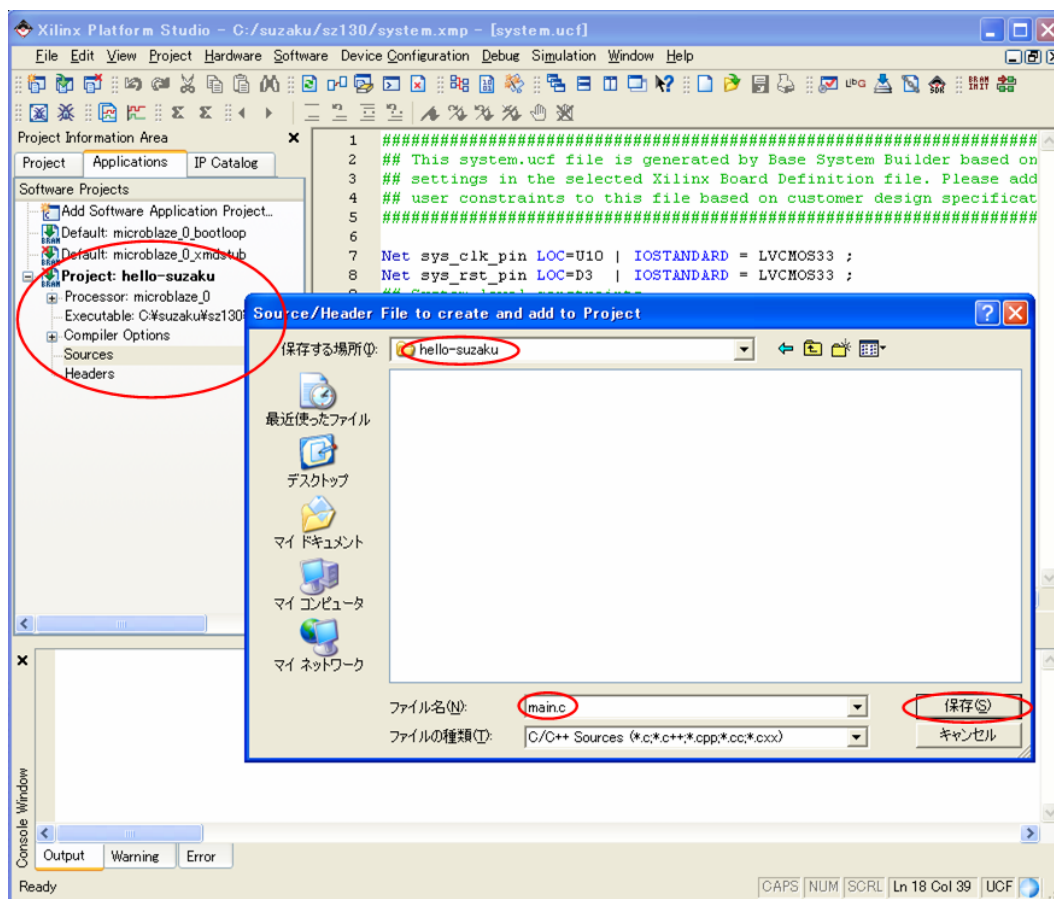 Xilinx Platform Studio - C:/suzaku/sz130/system.xmp - [system.ucf]
File Edit View Project Hardware Software Device Configuration Debug Simulation Window Help
Project Information Area
Project Applications IP Catalog
Software Projects
Add Software Application Project...
Default: microblaze_0_bootloop
Default: microblaze_0_xmdstub
Project: hello-suzaku
Processor: microblaze_0
Executable: C:¥suzaku¥sz130
Compiler Options
Sources
Headers
1 ####################################################################
2 ## This system.ucf file is generated by Base System Builder based on
3 ## settings in the selected Xilinx Board Definition file. Please add
4 ## user constraints to this file based on customer design specificat
5 ####################################################################
6
7 Net sys_clk_pin LOC=U10 | IOSTANDARD = LVCMOS33 ;
8 Net sys_rst_pin LOC=D3 | IOSTANDARD = LVCMOS33 ;
## System level constraints
Source/Header File to create and add to Project
保存する場所(I): hello-suzaku
最近使ったファイル
デスクトップ
マイ ドキュメント
マイ コンピュータ
マイ ネットワーク
ファイル名(N): main.c 保存(S)
ファイルの種類(T): C/C++ Sources (*.c;*.c++;*.cpp;*.cc;*.cxx) キャンセル
Console Window
Output Warning Error
Ready CAPS NUM SCRL Ln 18 Col 39 UCF